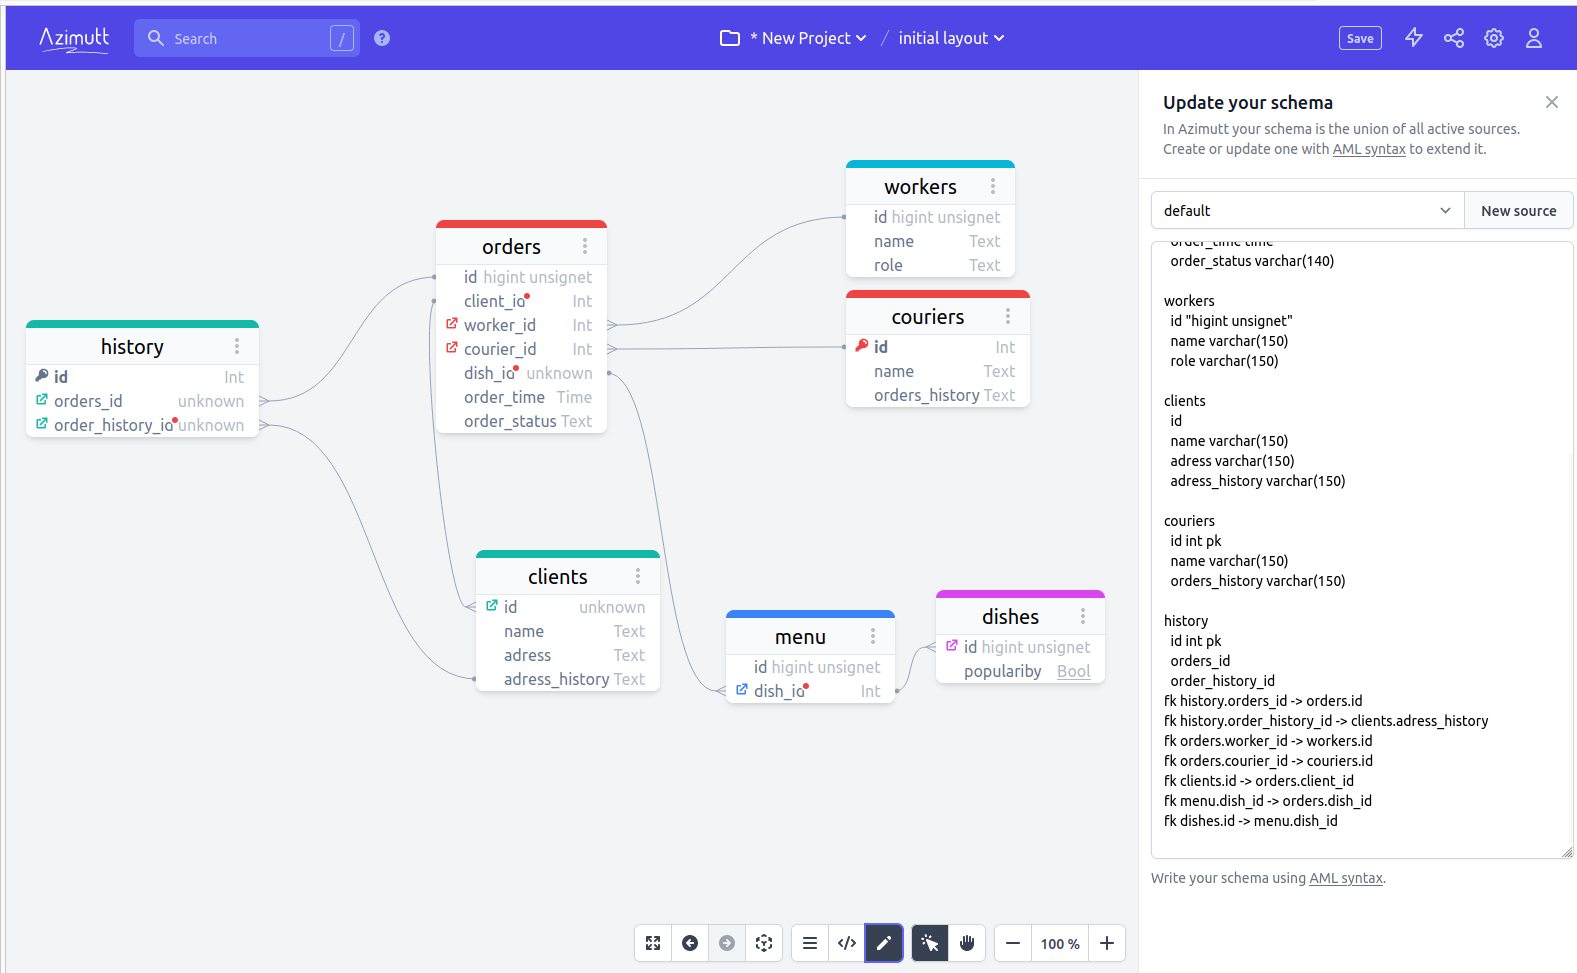 Azimutt
Search
/
?
* New Project
/
initial layout
Save
orders
id higint unsignet
client_id Int
worker_id Int
courier_id Int
dish_id unknown
order_time Time
order_status Text
workers
id higint unsignet
name Text
role Text
couriers
id Int
name Text
orders_history Text
history
id Int
orders_id unknown
order_history_id unknown
clients
id unknown
name Text
adress Text
adress_history Text
menu
id higint unsignet
dish_id Int
dishes
id higint unsignet
populariby Bool
100 %
Update your schema
In Azimutt your schema is the union of all active sources.
Create or update one with AML syntax to extend it.
default
New source
order_time time
order_status varchar(140)
workers
id "higint unsignet"
name varchar(150)
role varchar(150)
clients
id
name varchar(150)
adress varchar(150)
adress_history varchar(150)
couriers
id int pk
name varchar(150)
orders_history varchar(150)
history
id int pk
orders_id
order_history_id
fk history.orders_id -> orders.id
fk history.order_history_id -> clients.adress_history
fk orders.worker_id -> workers.id
fk orders.courier_id -> couriers.id
fk clients.id -> orders.client_id
fk menu.dish_id -> orders.dish_id
fk dishes.id -> menu.dish_id
Write your schema using AML syntax.